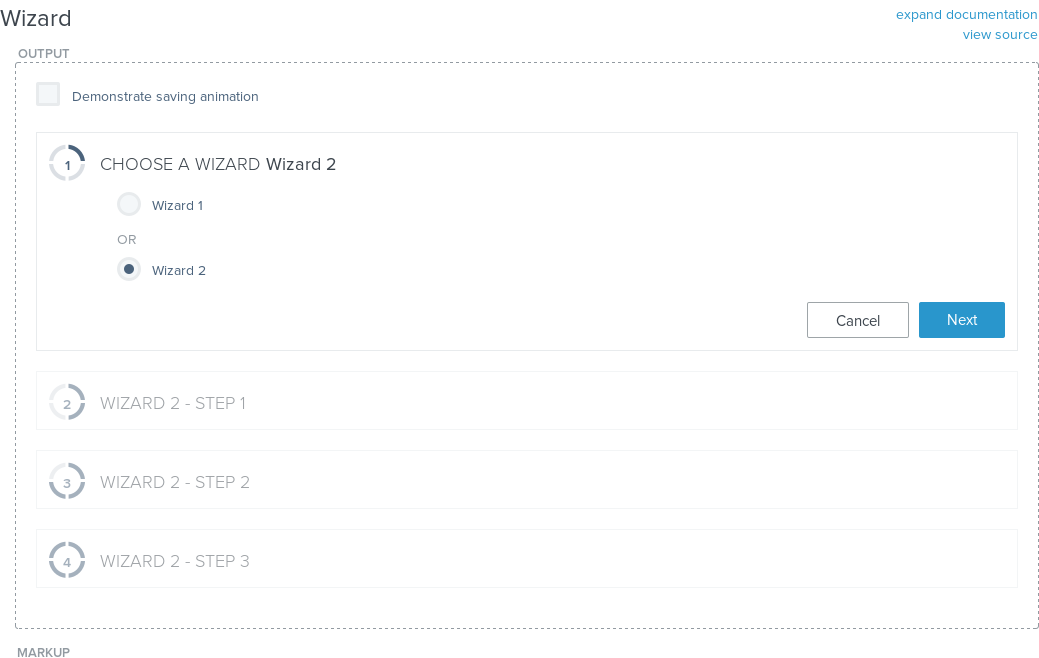 Wizard
expand documentation
view source
OUTPUT
Demonstrate saving animation
1 CHOOSE A WIZARD Wizard 2
Wizard 1
OR
Wizard 2
Cancel Next
2 WIZARD 2 - STEP 1
3 WIZARD 2 - STEP 2
4 WIZARD 2 - STEP 3
MARKUP